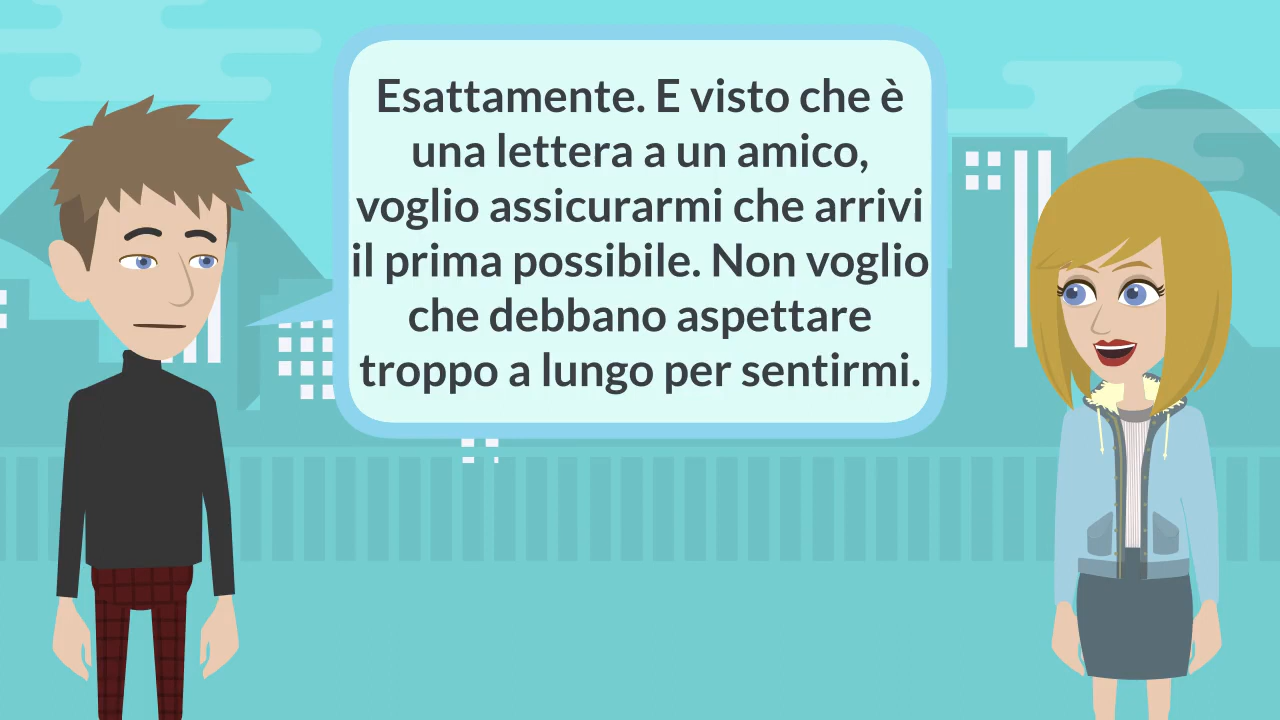 Esattamente. E visto che è
una lettera a un amico,
voglio assicurarmi che arrivi
il prima possibile. Non voglio
che debbano aspettare
troppo a lungo per sentirmi.